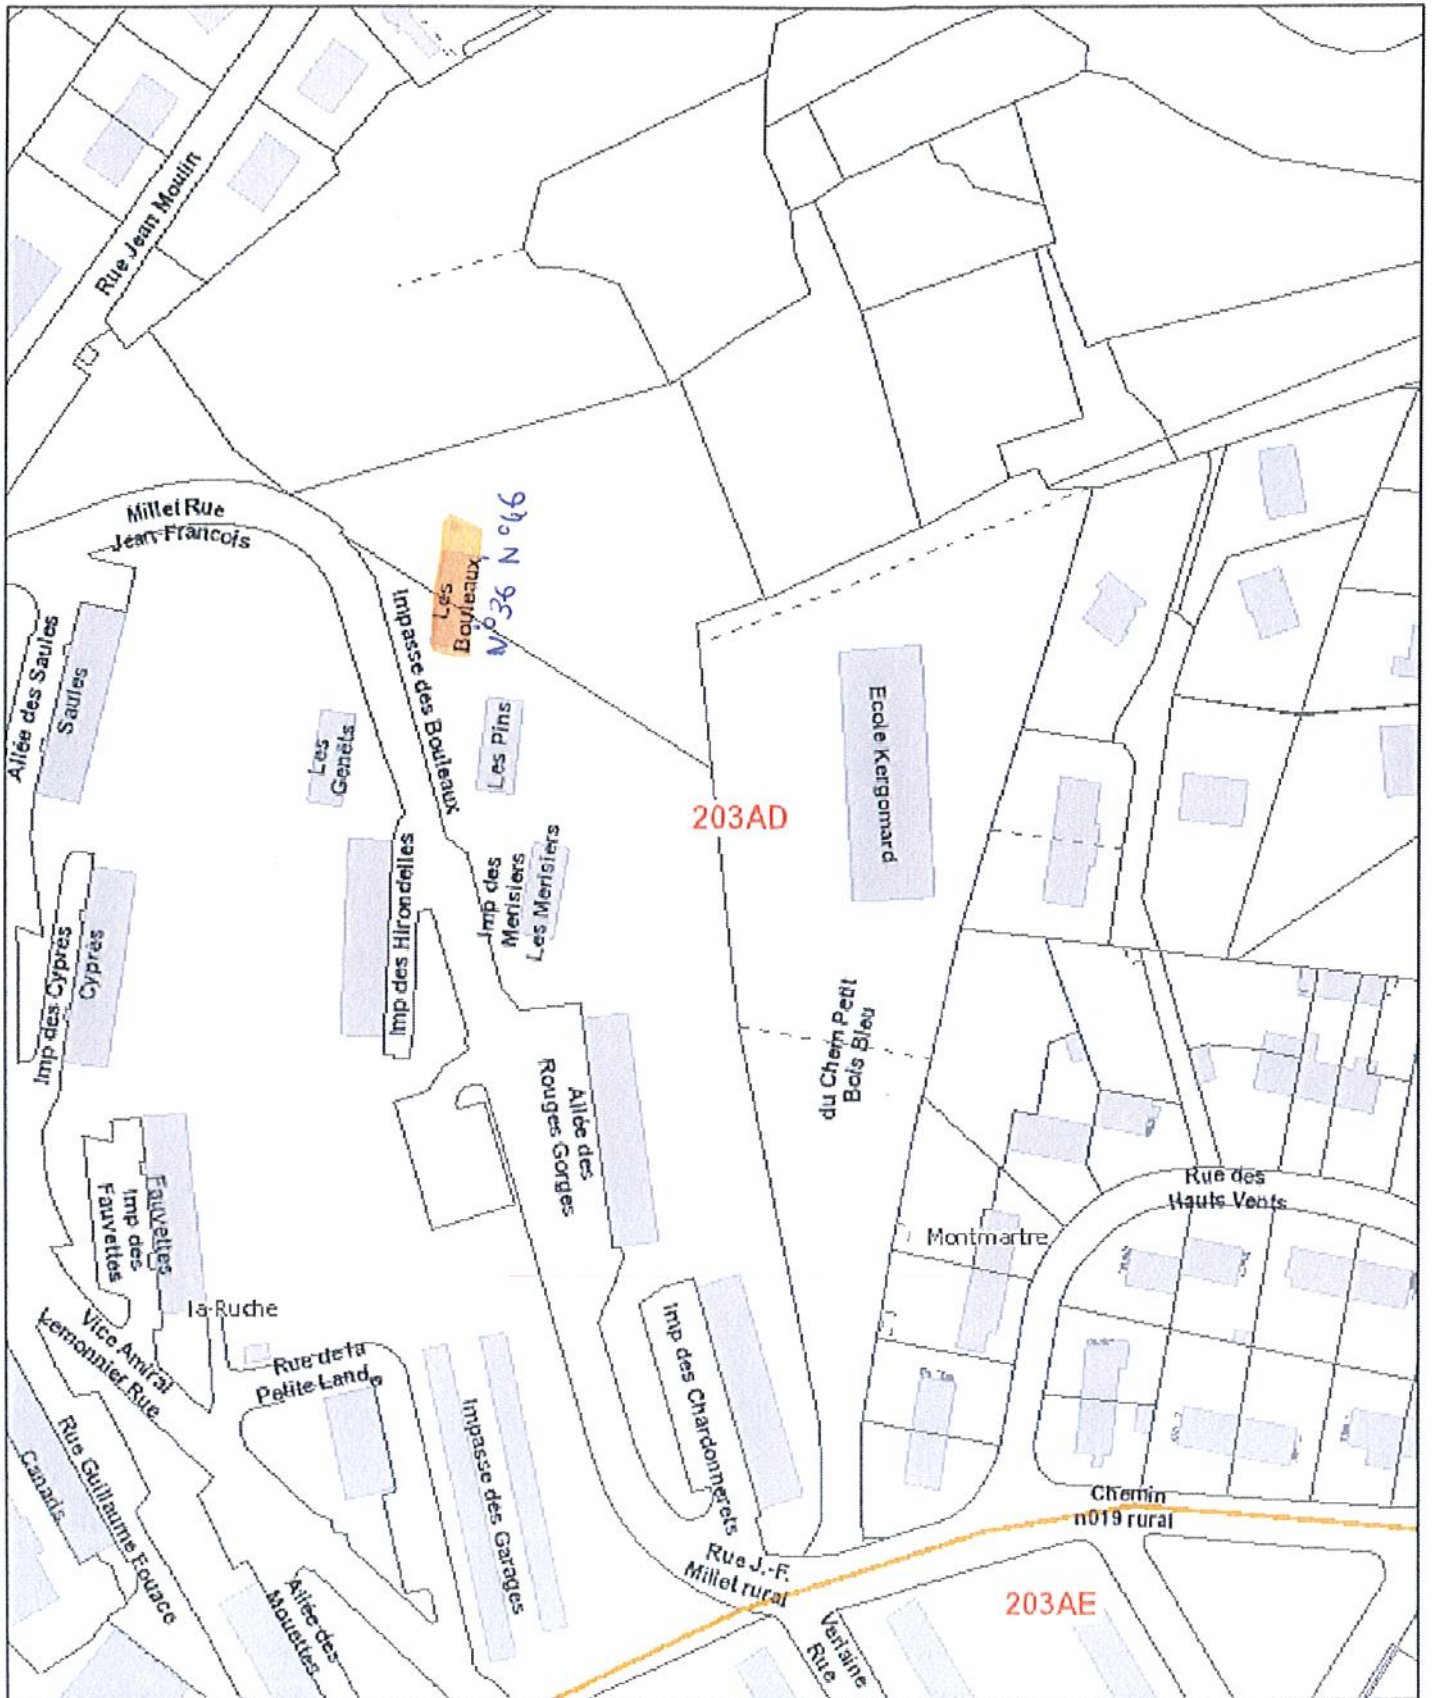 Rue Jean Moulin
Millet Rue
Jean-Francois
Les
Bouleaux
N°36 N°46
Impasse des Bouleaux
Allée des Saules
Saules
Les
Genêts
Les Pins
Ecole Kergomard
203AD
Imp des Hirondelles
Imp des
Merisiers
Les Merisiers
Imp des Cyprès
Cyprès
du Chem Petit
Bois Bleu
Allée des
Rouges Gorges
Fauvettes
Imp des
Fauvettes
Rue des
Hauts Vents
Montmartre
la Ruche
Vice Amiral
Lemonnier Rue
Rue de la
Petite Lande
Imp des Chardonnerets
Impasse des Garages
Rue Guillaume Fouace
Canaris
Chemin
n019 rural
Rue J.-F.
Millet rural
203AE
Allée des
Mouettes
Verlaine
Rue